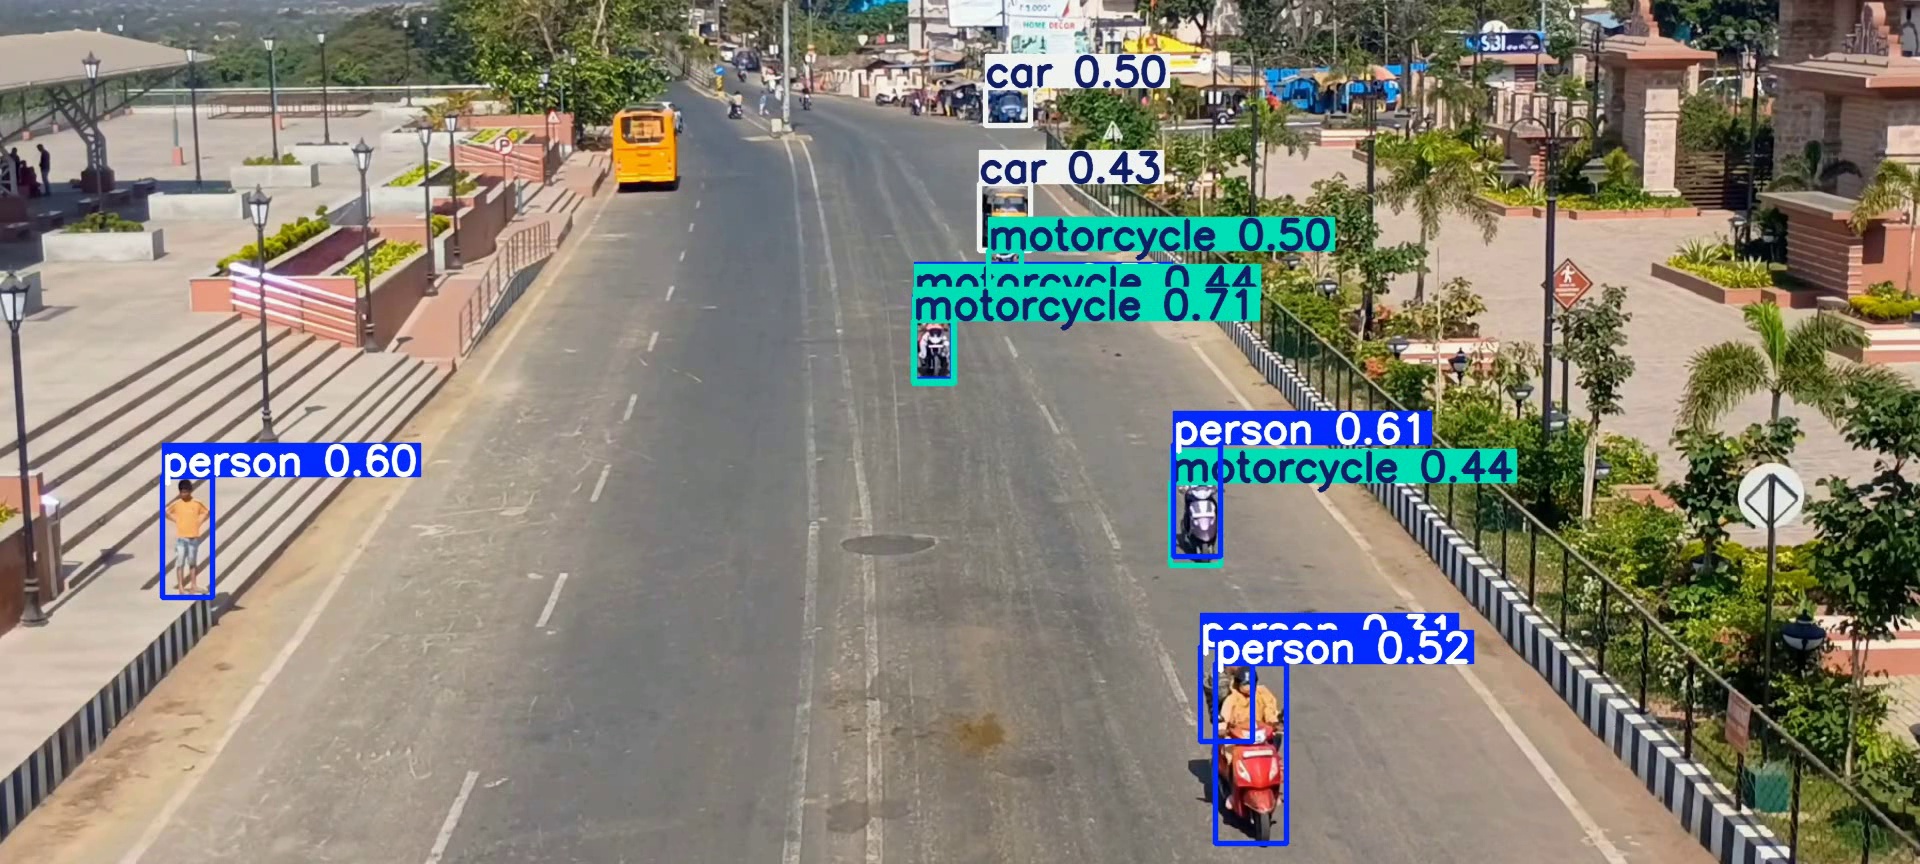 HOME DECOR
SBI
car 0.50
car 0.43
motorcycle 0.50
motorcycle 0.44
motorcycle 0.71
P
person 0.61
person 0.60
motorcycle 0.44
person 0.31
person 0.52